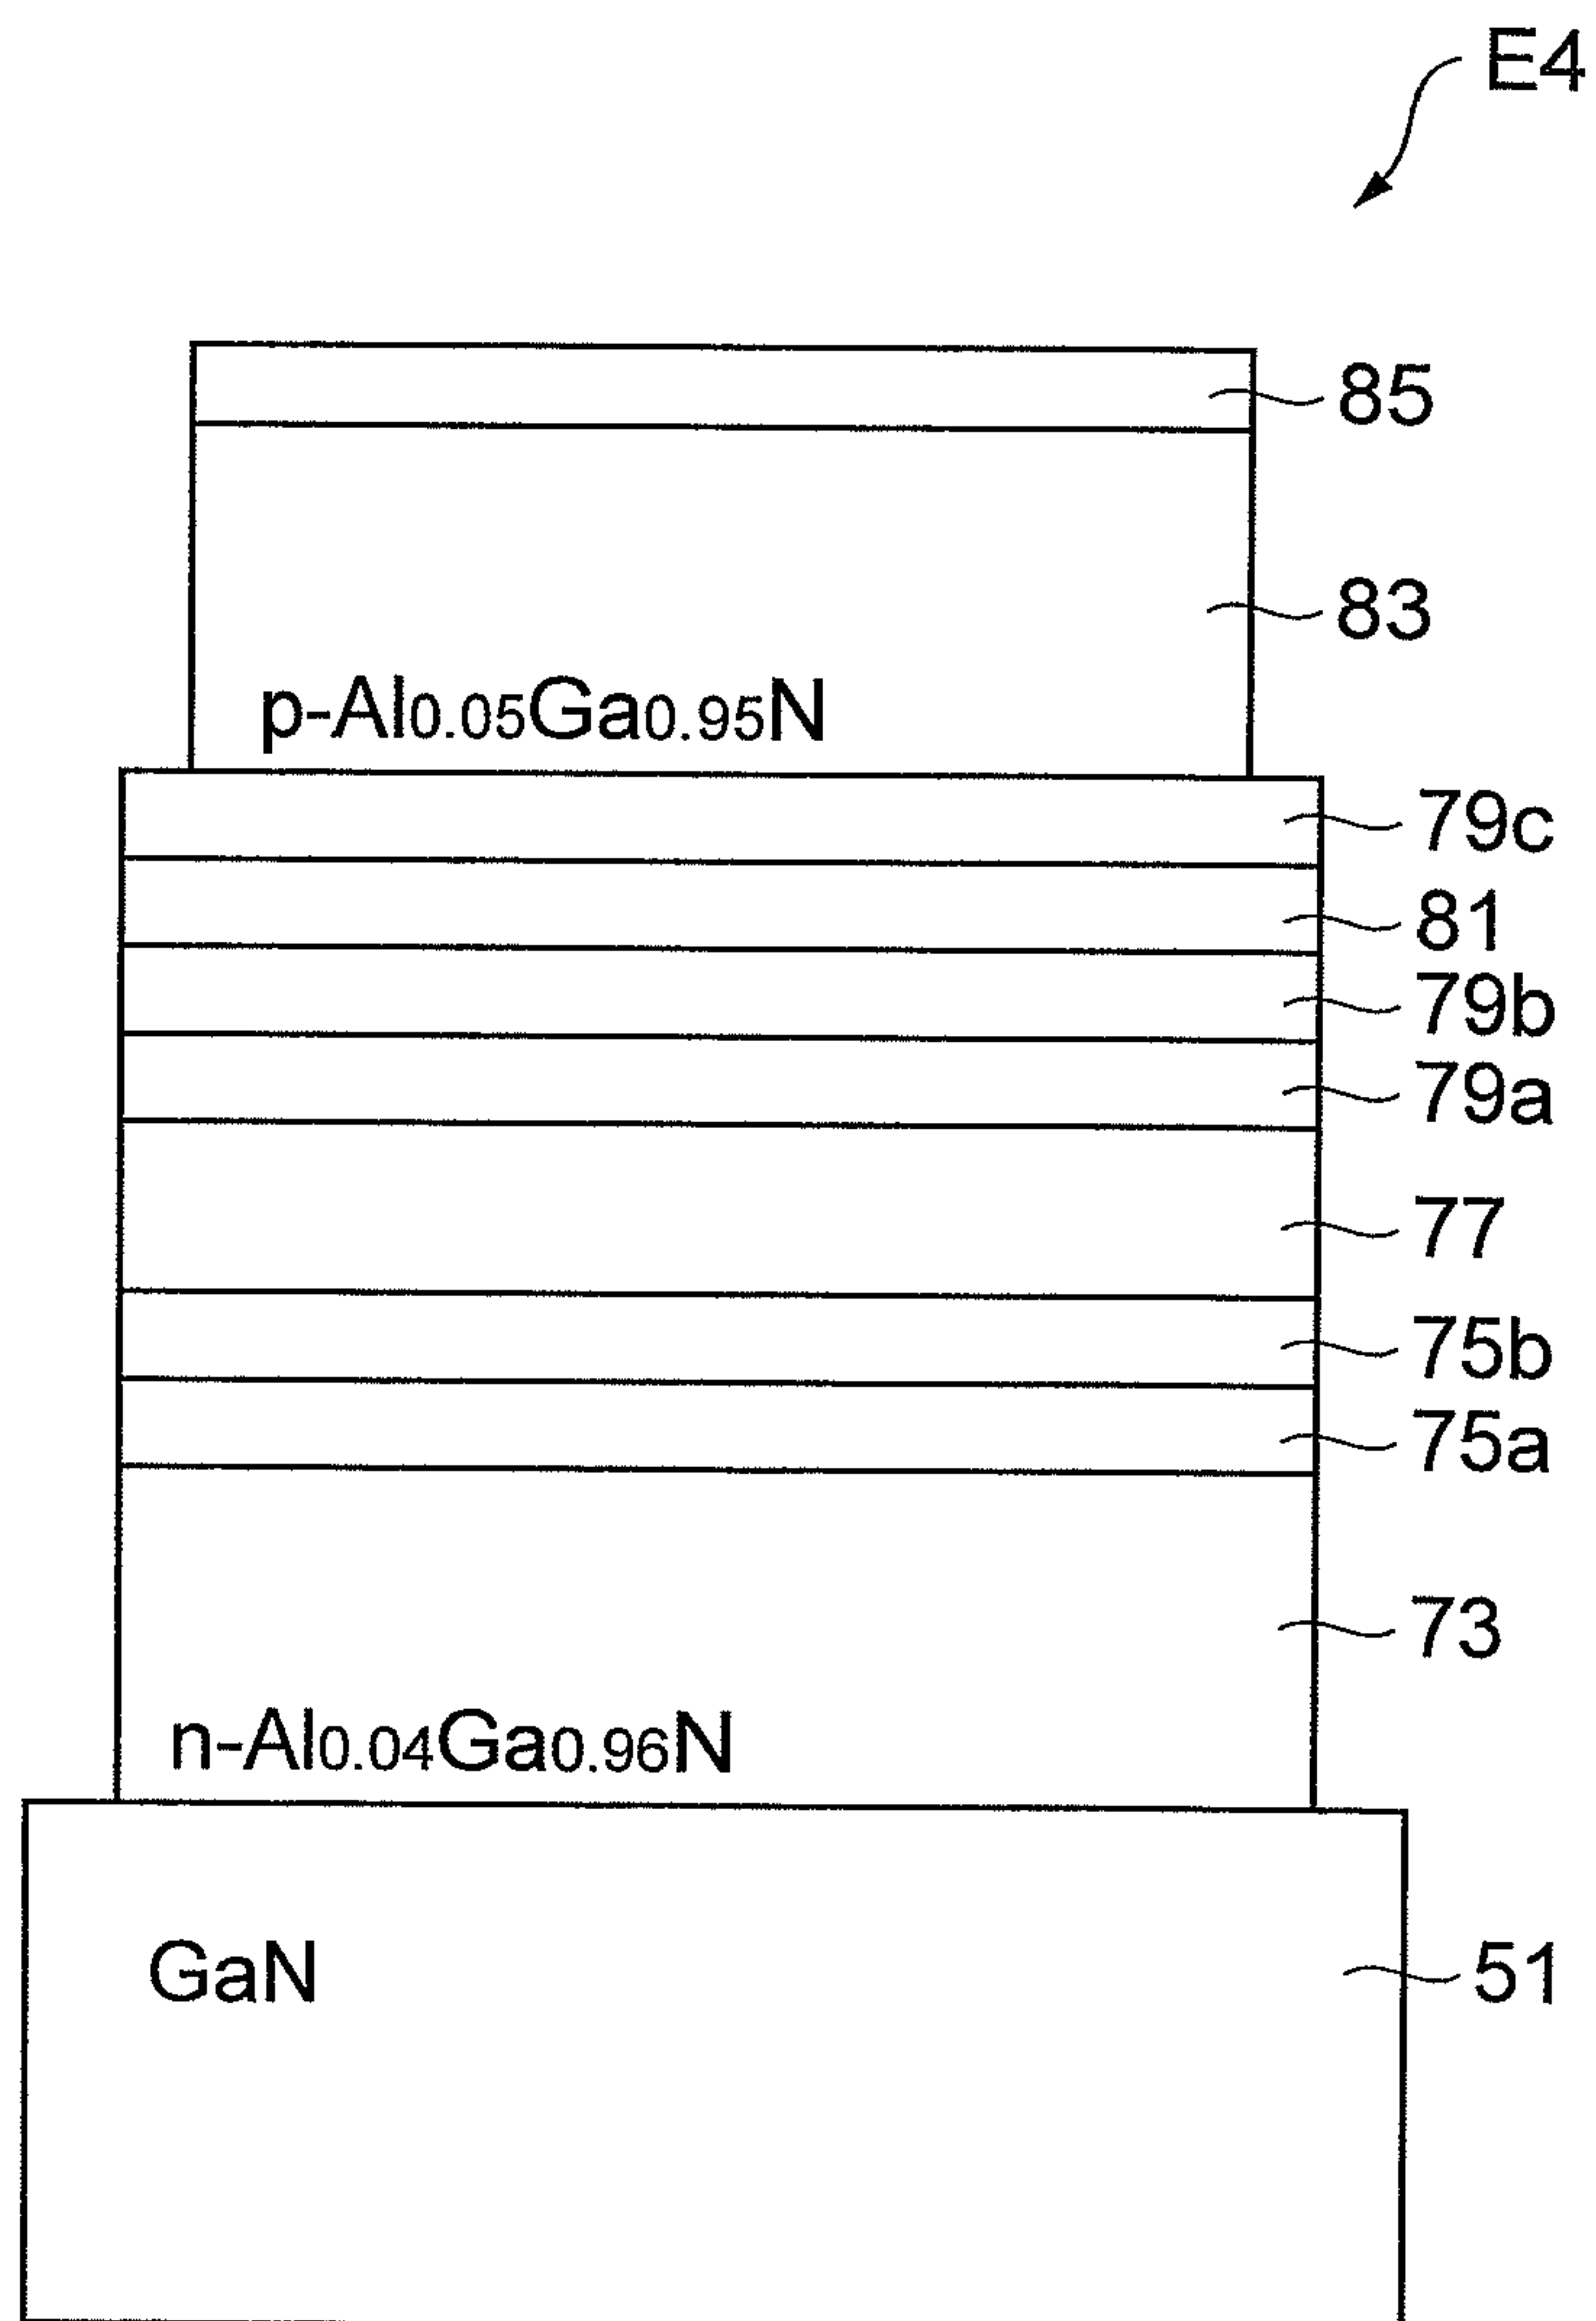 E4
85
83
p-Al0.05Ga0.95N
79c
81
79b
79a
77
75b
75a
73
n-Al0.04Ga0.96N
GaN 51